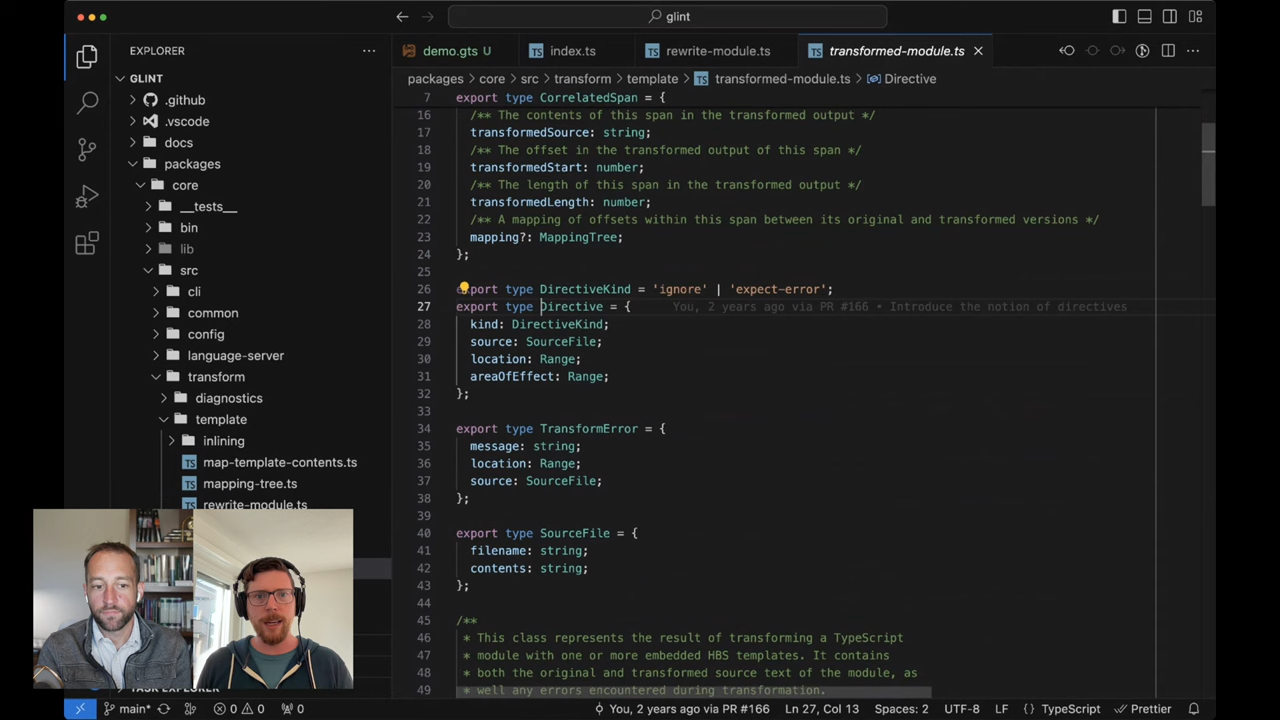 glint
EXPLORER
demo.gts U
index.ts
rewrite-module.ts
transformed-module.ts
packages > core > src > transform > template > transformed-module.ts > Directive
GLINT
.github
.vscode
docs
packages
core
__tests__
bin
lib
src
cli
common
config
language-server
transform
diagnostics
template
inlining
map-template-contents.ts
mapping-tree.ts
rewrite-module.ts
TASK EXPLORER
7 export type CorrelatedSpan = {
16 /** The contents of this span in the transformed output */
17 transformedSource: string;
18 /** The offset in the transformed output of this span */
19 transformedStart: number;
20 /** The length of this span in the transformed output */
21 transformedLength: number;
22 /** A mapping of offsets within this span between its original and transformed versions */
23 mapping?: MappingTree;
24 };
25
26 export type DirectiveKind = 'ignore' | 'expect-error';
27 export type Directive = { You, 2 years ago via PR #166 • Introduce the notion of directives
28 kind: DirectiveKind;
29 source: SourceFile;
30 location: Range;
31 areaOfEffect: Range;
32 };
33
34 export type TransformError = {
35 message: string;
36 location: Range;
37 source: SourceFile;
38 };
39
40 export type SourceFile = {
41 filename: string;
42 contents: string;
43 };
44
45 /**
46 * This class represents the result of transforming a TypeScript
47 * module with one or more embedded HBS templates. It contains
48 * both the original and transformed source text of the module, as
49 * well any errors encountered during transformation.
main* 0 0 0 You, 2 years ago via PR #166 Ln 27, Col 13 Spaces: 2 UTF-8 LF {} TypeScript Prettier